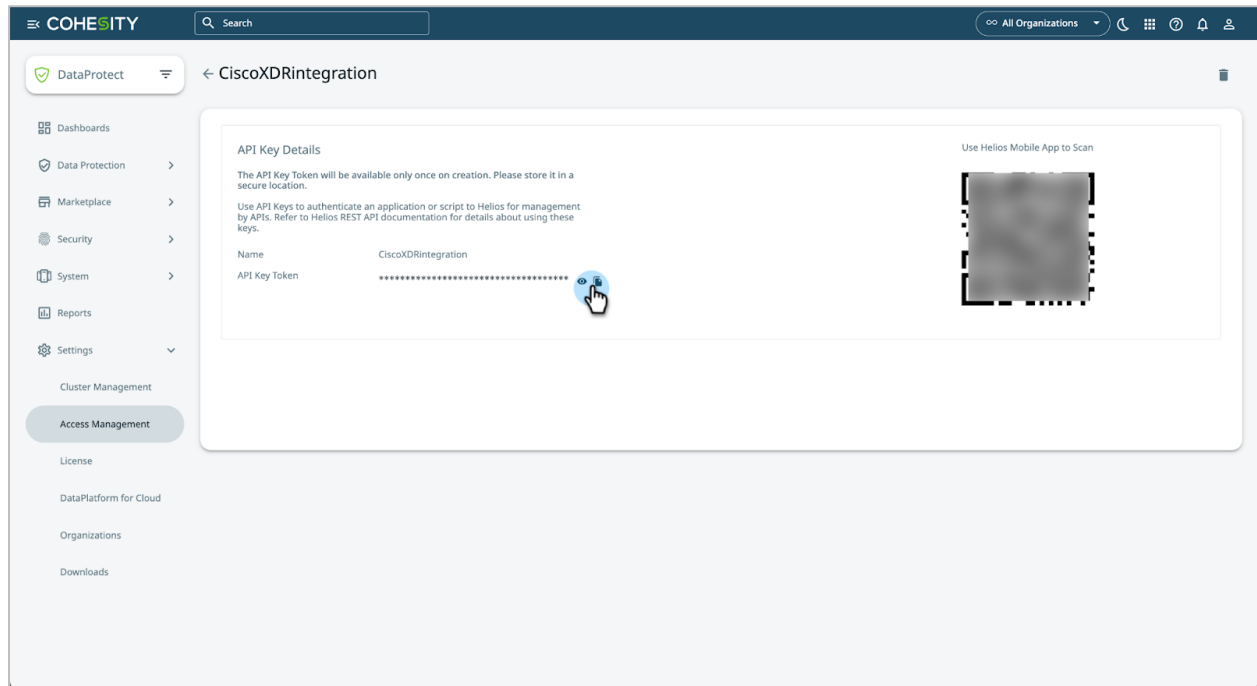 COHESITY
Search
All Organizations
DataProtect
CiscoXDRintegration
Dashboards
Data Protection
Marketplace
Security
System
Reports
Settings
Cluster Management
Access Management
License
DataPlatform for Cloud
Organizations
Downloads
API Key Details
The API Key Token will be available only once on creation. Please store it in a
secure location.
Use API Keys to authenticate an application or script to Helios for management
by APIs. Refer to Helios REST API documentation for details about using these
keys.
Name CiscoXDRintegration
API Key Token ************************************
Use Helios Mobile App to Scan